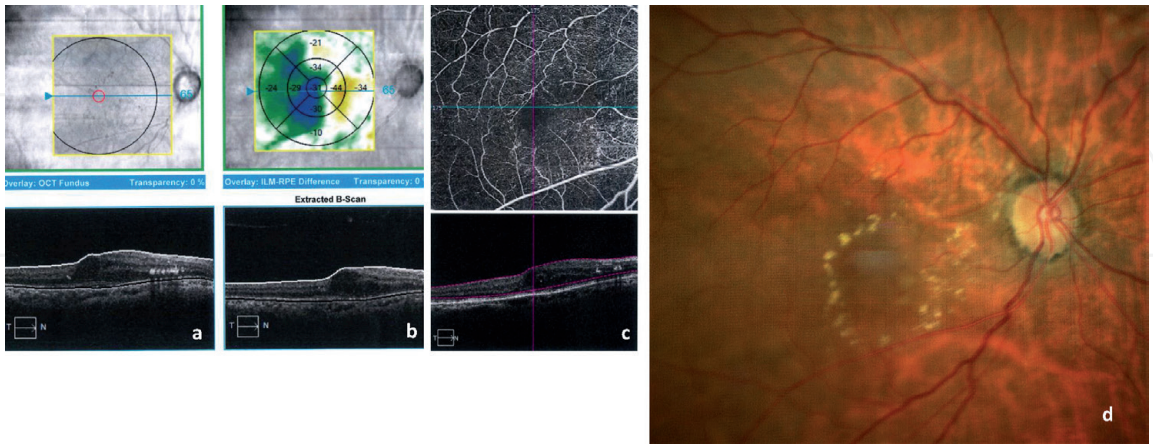 65
Overlay: OCT Fundus Transparency: 0 %
-21
-34
-24 -29 -31 -44 -34
-30
-10
65
Overlay: ILM-RPE Difference Transparency: 0
Extracted B-Scan
T N
a
T N
b
T N
c
d